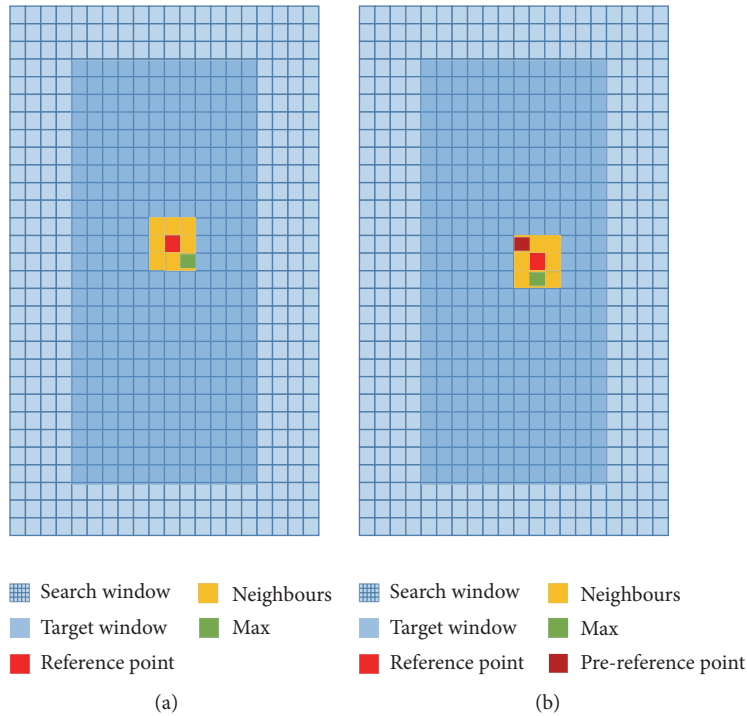 Search window
Neighbours
Target window
Max
Reference point
(a)
Search window
Neighbours
Target window
Max
Reference point
Pre-reference point
(b)